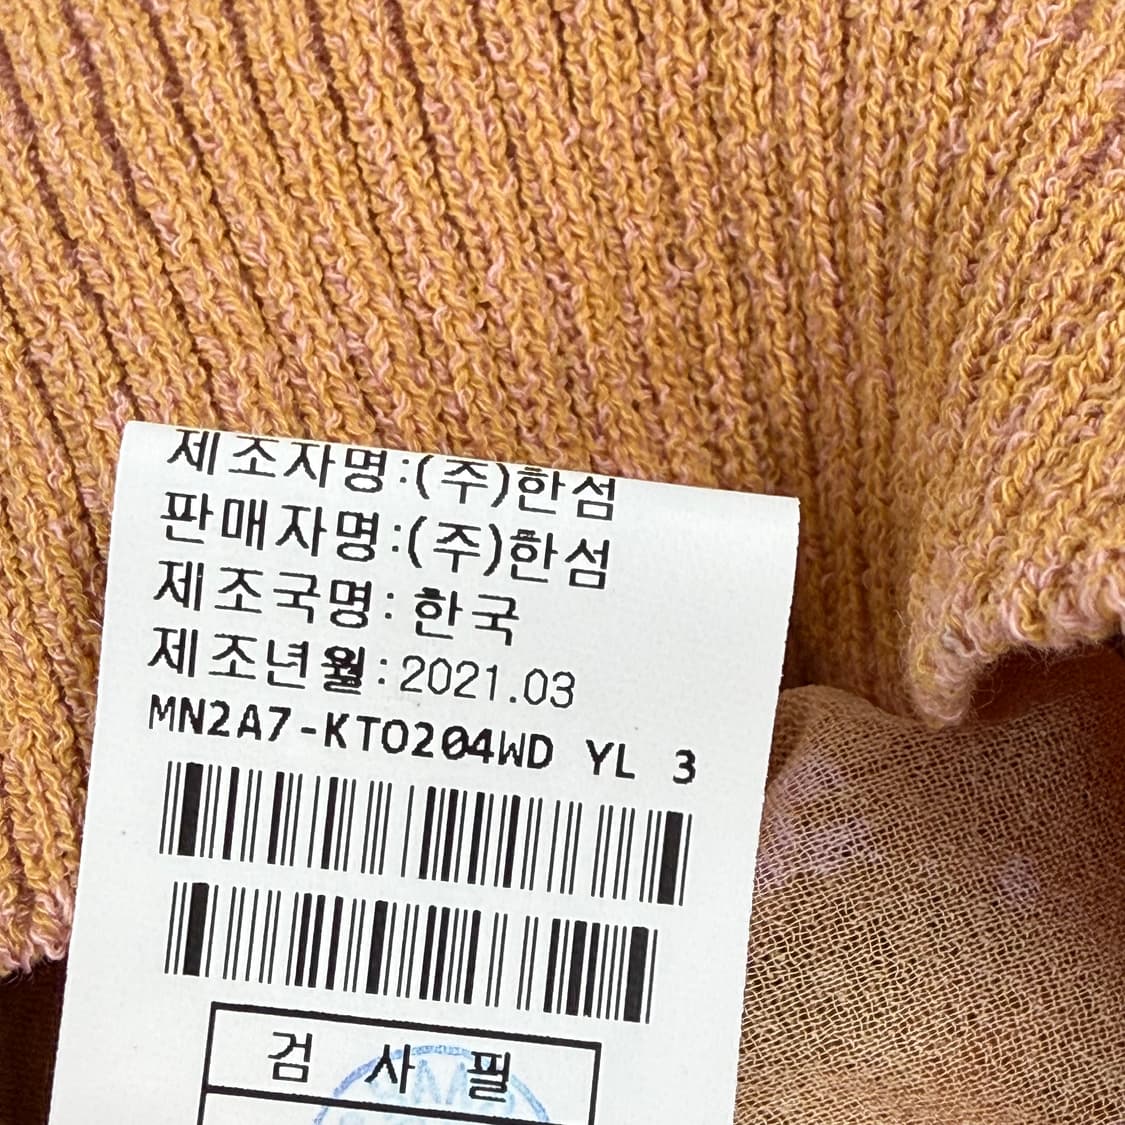 제조자명:(주)한섬
판매자명:(주)한섬
제조국명:한국
제조년월:2021.03
MN2A7-KTO204WD YL 3
검 사 필